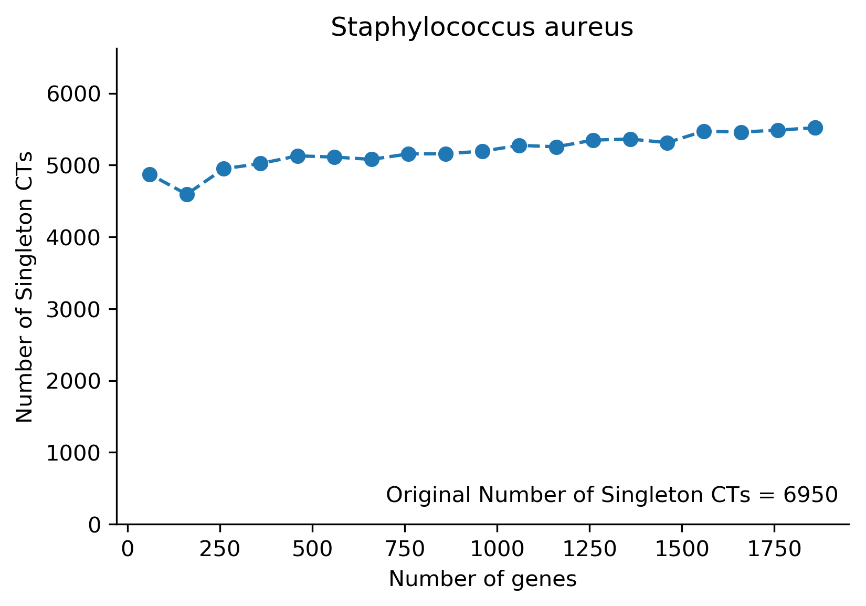 Staphylococcus aureus
Number of Singleton CTs
6000
5000
4000
3000
2000
1000
0
Original Number of Singleton CTs = 6950
0 250 500 750 1000 1250 1500 1750
Number of genes